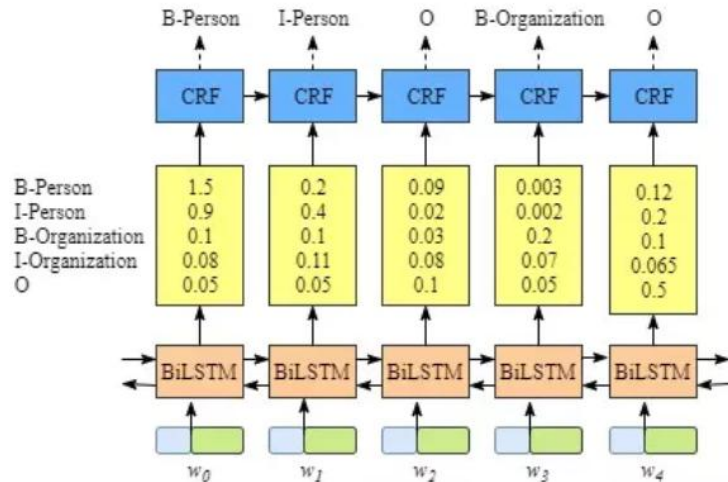 B-Person I-Person O B-Organization O
CRF CRF CRF CRF CRF
B-Person 1.5 0.2 0.09 0.003 0.12
I-Person 0.9 0.4 0.02 0.002 0.2
B-Organization 0.1 0.1 0.03 0.2 0.1
I-Organization 0.08 0.11 0.08 0.07 0.065
O 0.05 0.05 0.1 0.05 0.5
BiLSTM BiLSTM BiLSTM BiLSTM BiLSTM
w0 w1 w2 w3 w4